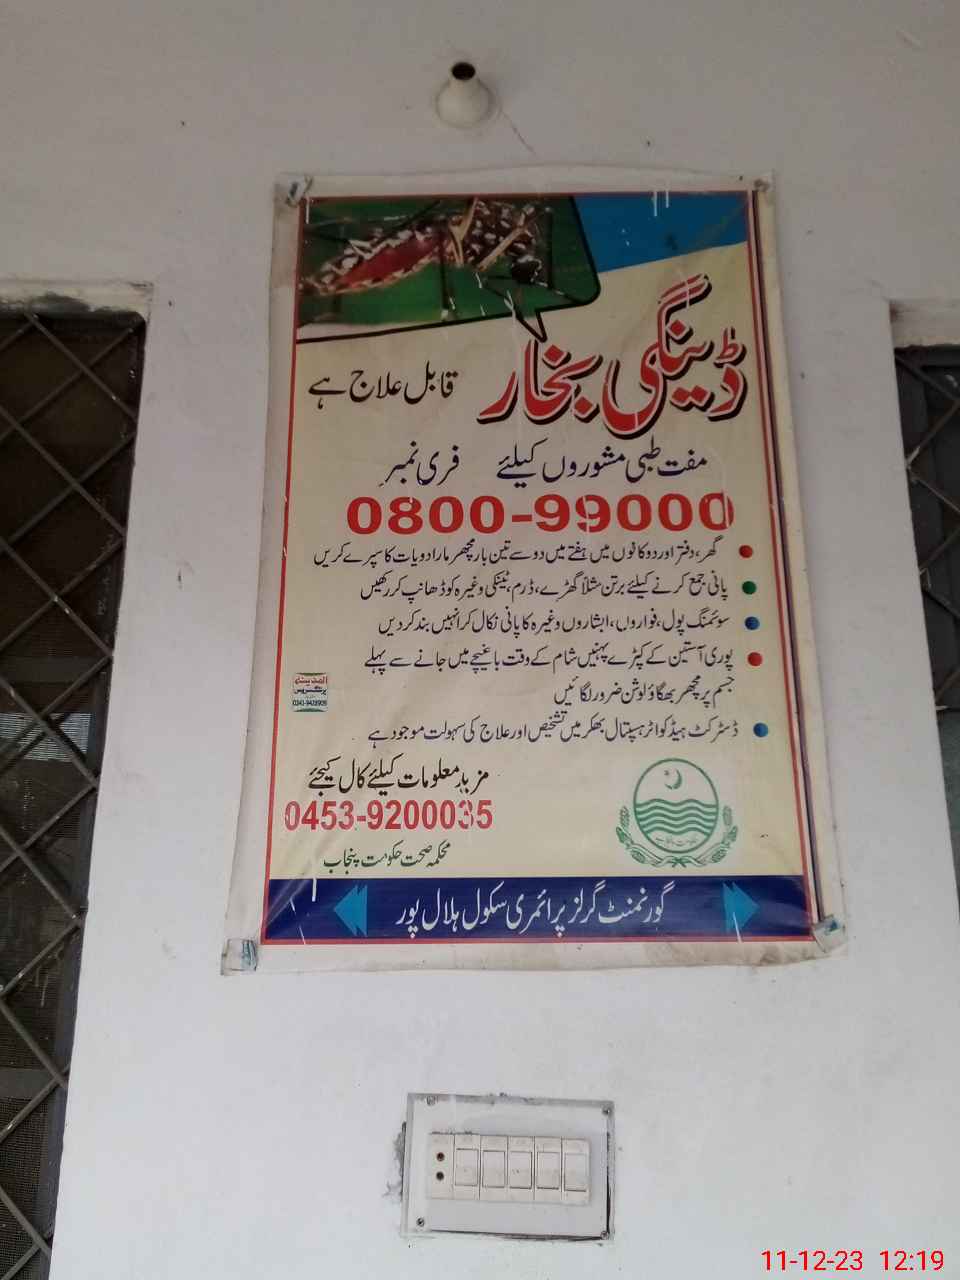 ڈینگی بخار قابل علاج ہے
مفت طبی مشوروں کیلئے فری نمبر
0800-99000
گھر، دفتر اور دوکانوں میں ہفتے میں دو سے تین بار مچھر مار ادویات کا سپرے کریں
پانی جمع کرنے کیلئے برتن مثلاً گھڑے، ڈرم، ٹینکی وغیرہ کو ڈھانپ کر رکھیں
سوئمنگ پول، فواروں، ابشاروں وغیرہ کا پانی نکال کر انہیں بند کردیں
پوری آستین کے کپڑے پہنیں شام کے وقت باغیچے میں جانے سے پہلے
جسم پر مچھر بھگاؤ لوشن ضرور لگائیں
ڈسٹرکٹ ہیڈ کوارٹر ہسپتال بھکر میں تشخیص اور علاج کی سہولت موجود ہے
المدینہ
مزید معلومات کیلئے کال کیجئے
0453-9200035
محکمہ صحت حکومت پنجاب
گورنمنٹ گرلز پرائمری سکول ہلال پور
11-12-23 12:19